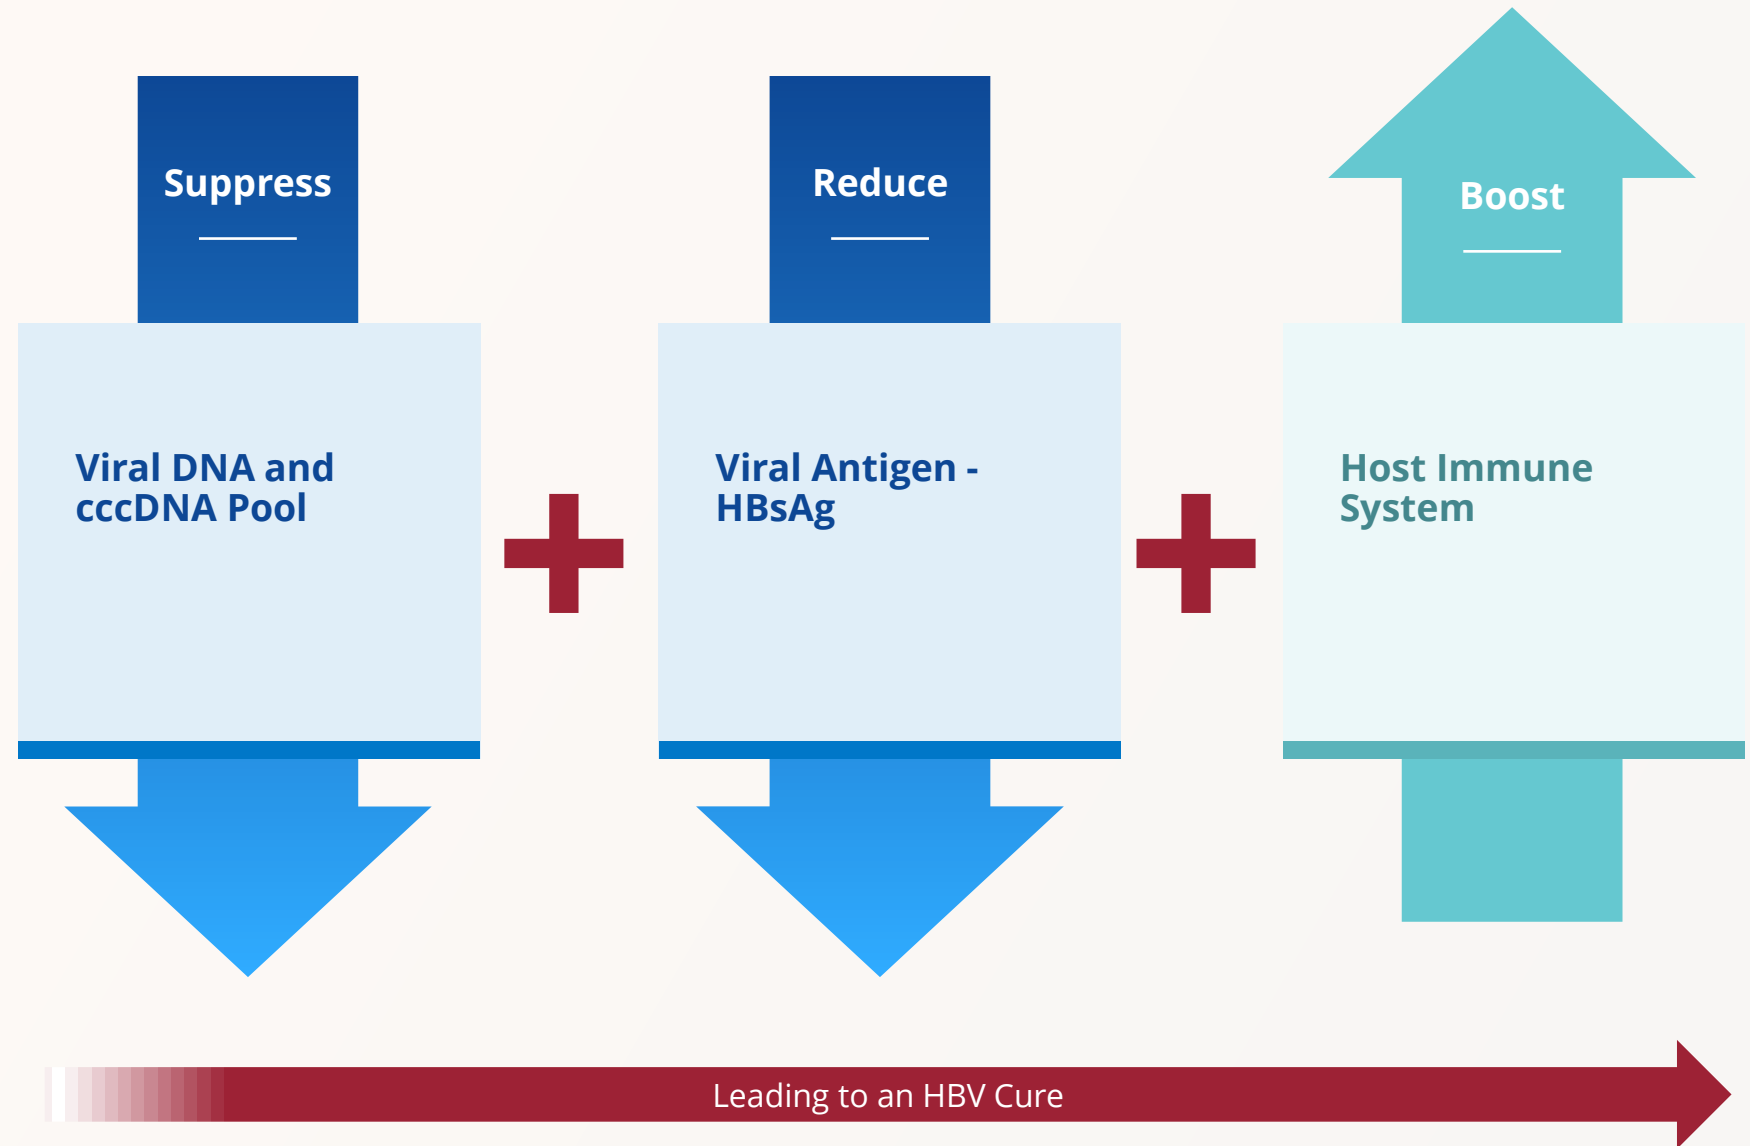 Suppress
Viral DNA and
cccDNA Pool
Reduce
Viral Antigen -
HBsAg
Boost
Host Immune
System
Leading to an HBV Cure